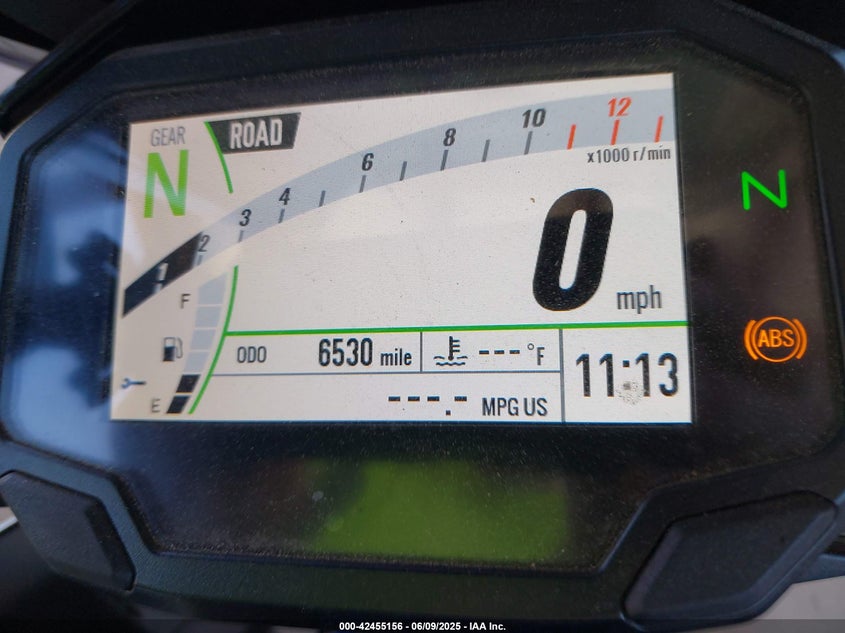 GEAR
N
ROAD
1 2 3 4 6 8 10 12
x1000 r/min
N
0 mph
F
E
ODO 6530 mile
---°F
11:13
---.- MPG US
ABS
000-42455156 - 06/09/2025 - IAA Inc.